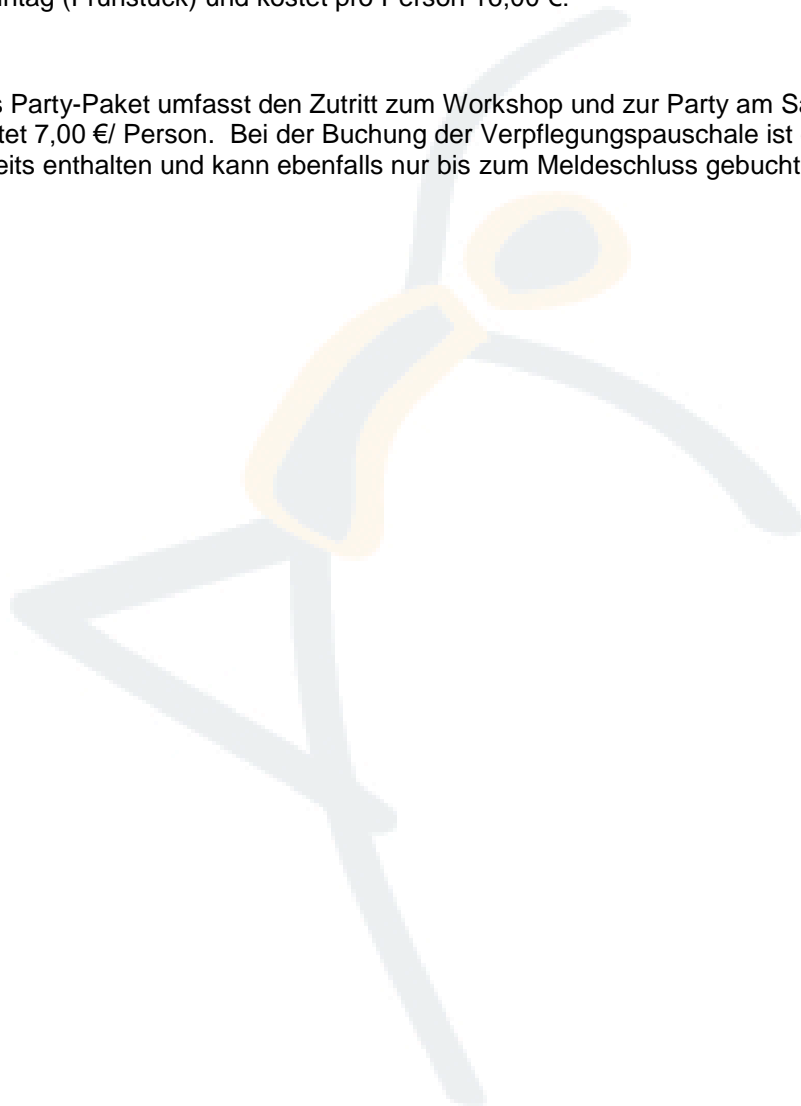 ntag (Frühstück) und kostet pro Person 16,00 €.
s Party-Paket umfasst den Zutritt zum Workshop und zur Party am Sa
tet 7,00 €/ Person. Bei der Buchung der Verpflegungspauschale ist
eits enthalten und kann ebenfalls nur bis zum Meldeschluss gebucht